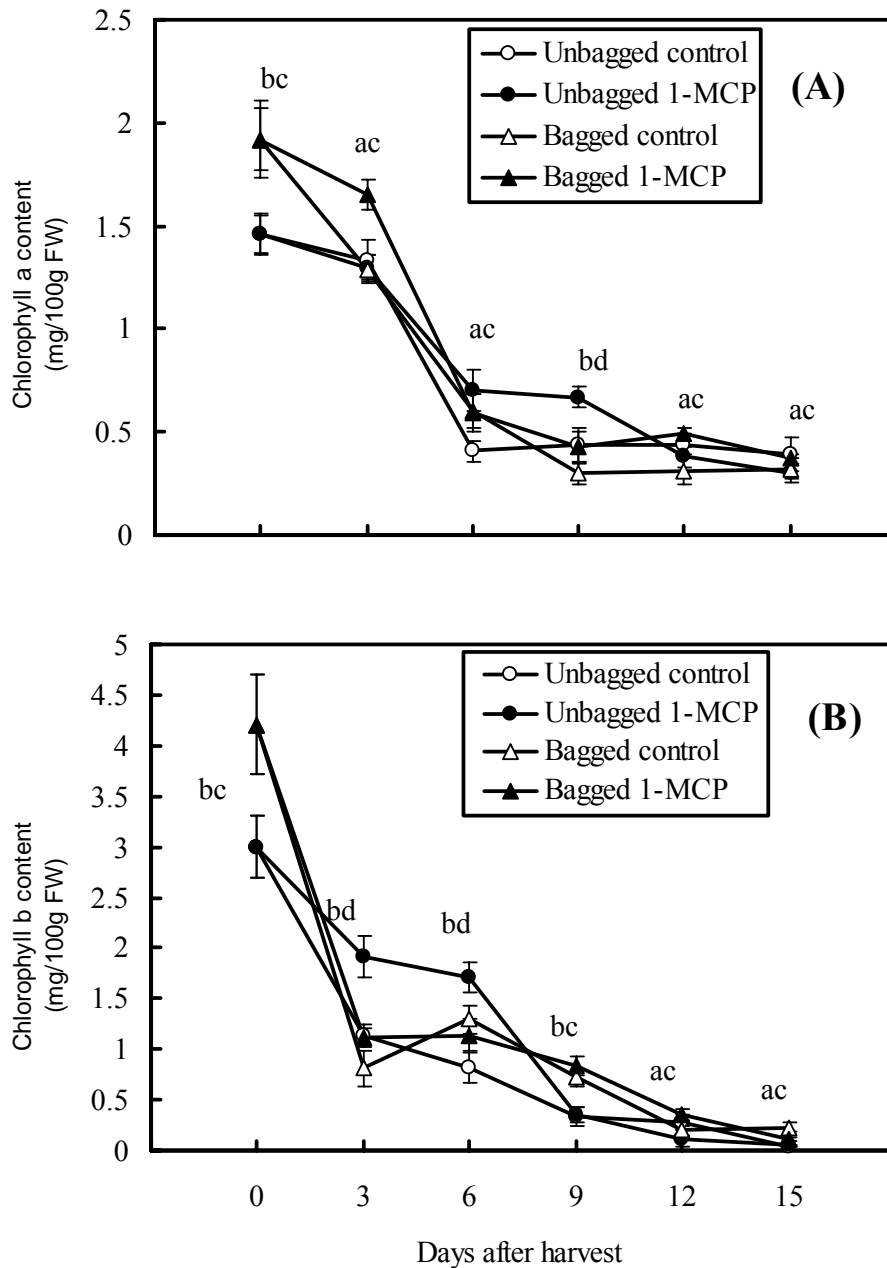 2.5
2
1.5
1
0.5
0
Chlorophyll a content
(mg/100g FW)
Unbagged control
Unbagged 1-MCP
Bagged control
Bagged 1-MCP
(A)
bc
ac
ac
bd
ac
ac
5
4.5
4
3.5
3
2.5
2
1.5
1
0.5
0
Chlorophyll b content
(mg/100g FW)
Unbagged control
Unbagged 1-MCP
Bagged control
Bagged 1-MCP
(B)
bc
bd
bd
bc
ac
ac
0 3 6 9 12 15
Days after harvest